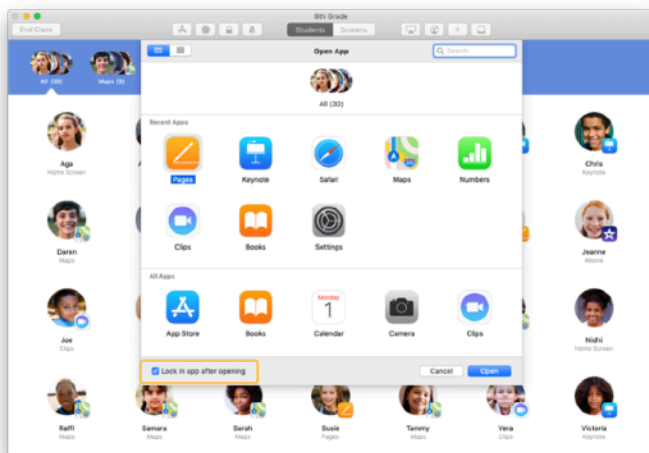 6th Grade
End Class
Students
Screens
Open App
Search
All (30)
Maps (9)
All (30)
Recent Apps
Aga
Home Screen
Pages
Keynote
Safari
Maps
Numbers
Chris
Keynote
Clips
Books
Settings
Daren
Maps
Jeanne
iMovie
All Apps
Monday
1
App Store
Books
Calendar
Camera
Clips
Joe
Clips
Nidhi
Home Screen
Lock in app after opening
Cancel
Open
Raffi
Maps
Samara
Maps
Sarah
Maps
Susie
Pages
Tammy
Maps
Vera
Clips
Victoria
Keynote